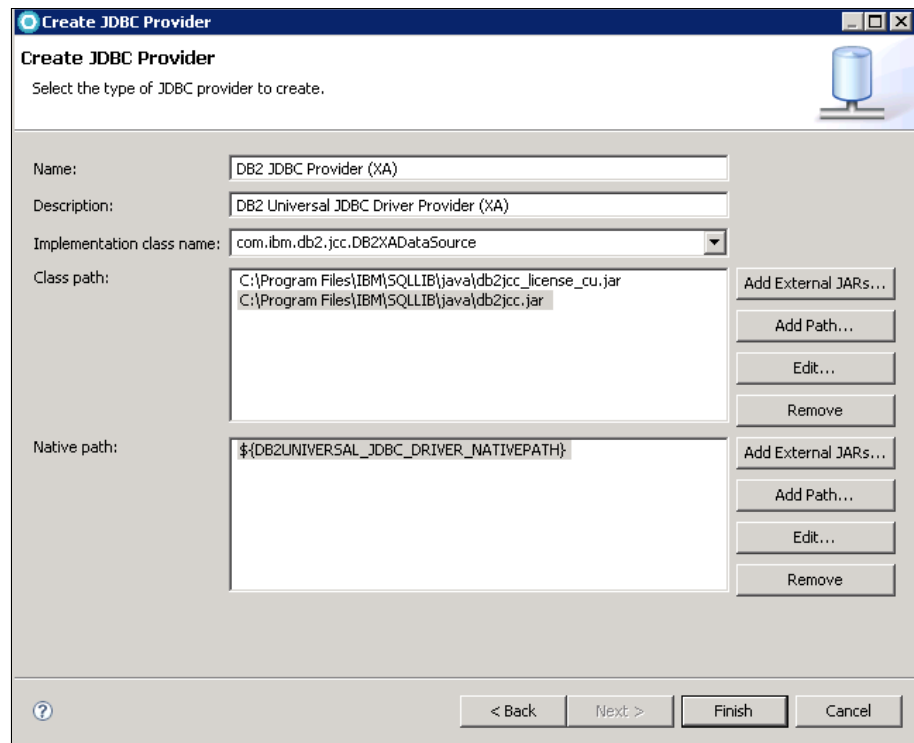 Create JDBC Provider
Create JDBC Provider
Select the type of JDBC provider to create.
Name: DB2 JDBC Provider (XA)
Description: DB2 Universal JDBC Driver Provider (XA)
Implementation class name: com.ibm.db2.jcc.DB2XADataSource
Class path: C:\Program Files\IBM\SQLLIB\java\db2jcc_license_cu.jar
C:\Program Files\IBM\SQLLIB\java\db2jcc.jar
Add External JARs...
Add Path...
Edit...
Remove
Native path: ${DB2UNIVERSAL_JDBC_DRIVER_NATIVEPATH}
Add External JARs...
Add Path...
Edit...
Remove
? < Back Next > Finish Cancel